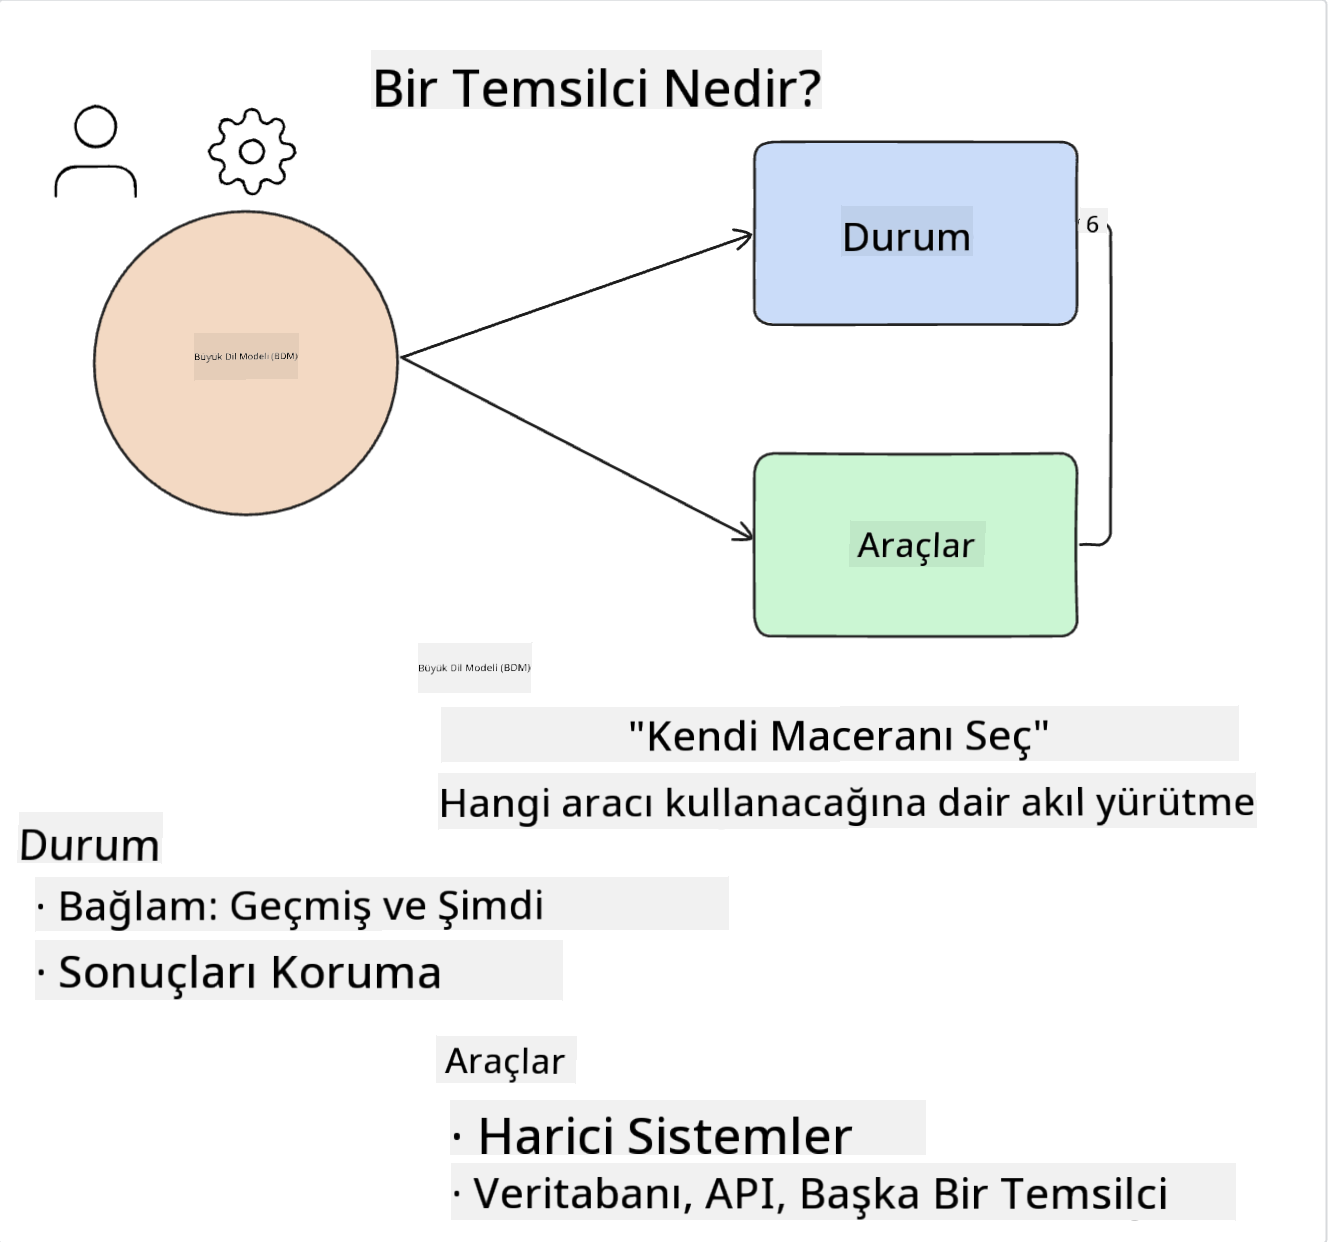 Bir Temsilci Nedir?
Durum
6
Büyük Dil Modeli (BDM)
Araçlar
Büyük Dil Modeli (BDM)
"Kendi Maceranı Seç"
Hangi aracı kullanacağına dair akıl yürütme
Durum
· Bağlam: Geçmiş ve Şimdi
· Sonuçları Koruma
Araçlar
· Harici Sistemler
· Veritabanı, API, Başka Bir Temsilci